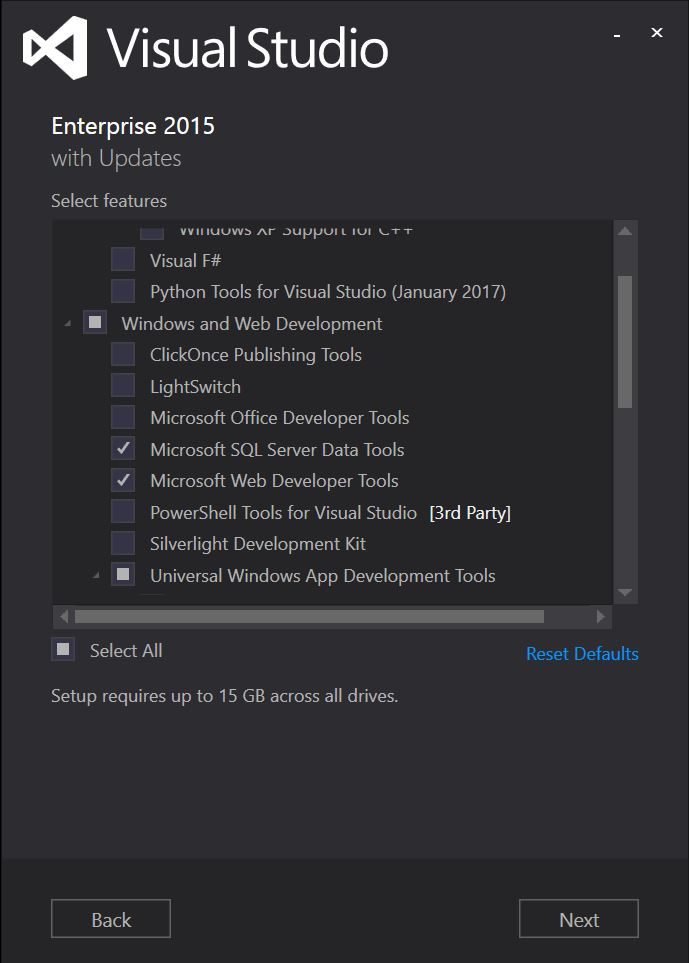 Visual Studio
Enterprise 2015
with Updates
Select features
Windows XP Support for C++
Visual F#
Python Tools for Visual Studio (January 2017)
Windows and Web Development
ClickOnce Publishing Tools
LightSwitch
Microsoft Office Developer Tools
Microsoft SQL Server Data Tools
Microsoft Web Developer Tools
PowerShell Tools for Visual Studio [3rd Party]
Silverlight Development Kit
Universal Windows App Development Tools
Select All
Reset Defaults
Setup requires up to 15 GB across all drives.
Back
Next